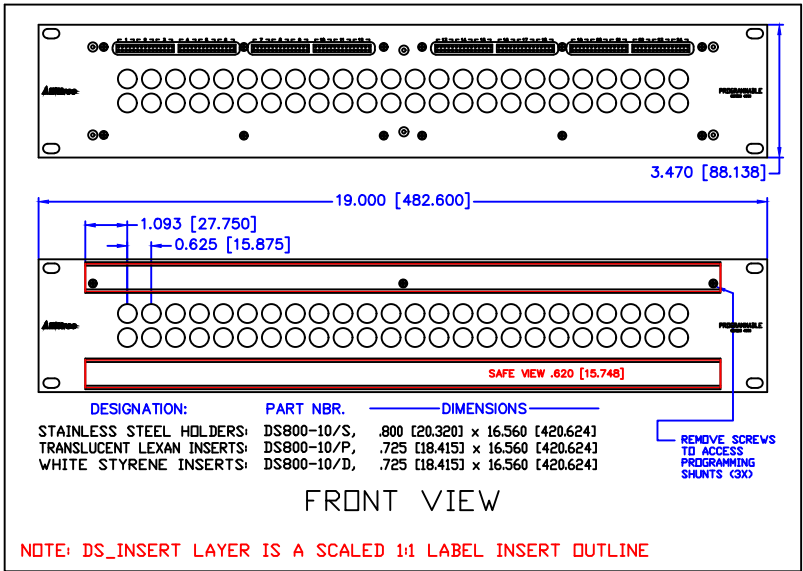 PROGRAMMABLE
3.470 [88.138]
19.000 [482.600]
1.093 [27.750]
0.625 [15.875]
PROGRAMMABLE
SAFE VIEW .620 [15.748]
DESIGNATION: PART NBR. DIMENSIONS
STAINLESS STEEL HOLDERS: DS800-10/S, .800 [20.320] x 16.560 [420.624]
TRANSLUCENT LEXAN INSERTS: DS800-10/P, .725 [18.415] x 16.560 [420.624]
WHITE STYRENE INSERTS: DS800-10/D, .725 [18.415] x 16.560 [420.624]
REMOVE SCREWS
TO ACCESS
PROGRAMMING
SHUNTS (3X)
FRONT VIEW
NOTE: DS_INSERT LAYER IS A SCALED 1:1 LABEL INSERT OUTLINE